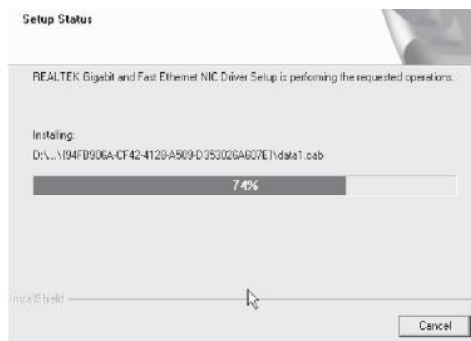 Setup Status
REALTEK Gigabit and Fast Ethernet NIC Driver Setup is performing the requested operations.
Installing:
D:\...\{94FB906A-CF42-4128-A509-D353026A607E}\data1.cab
74%
InstallShield
Cancel